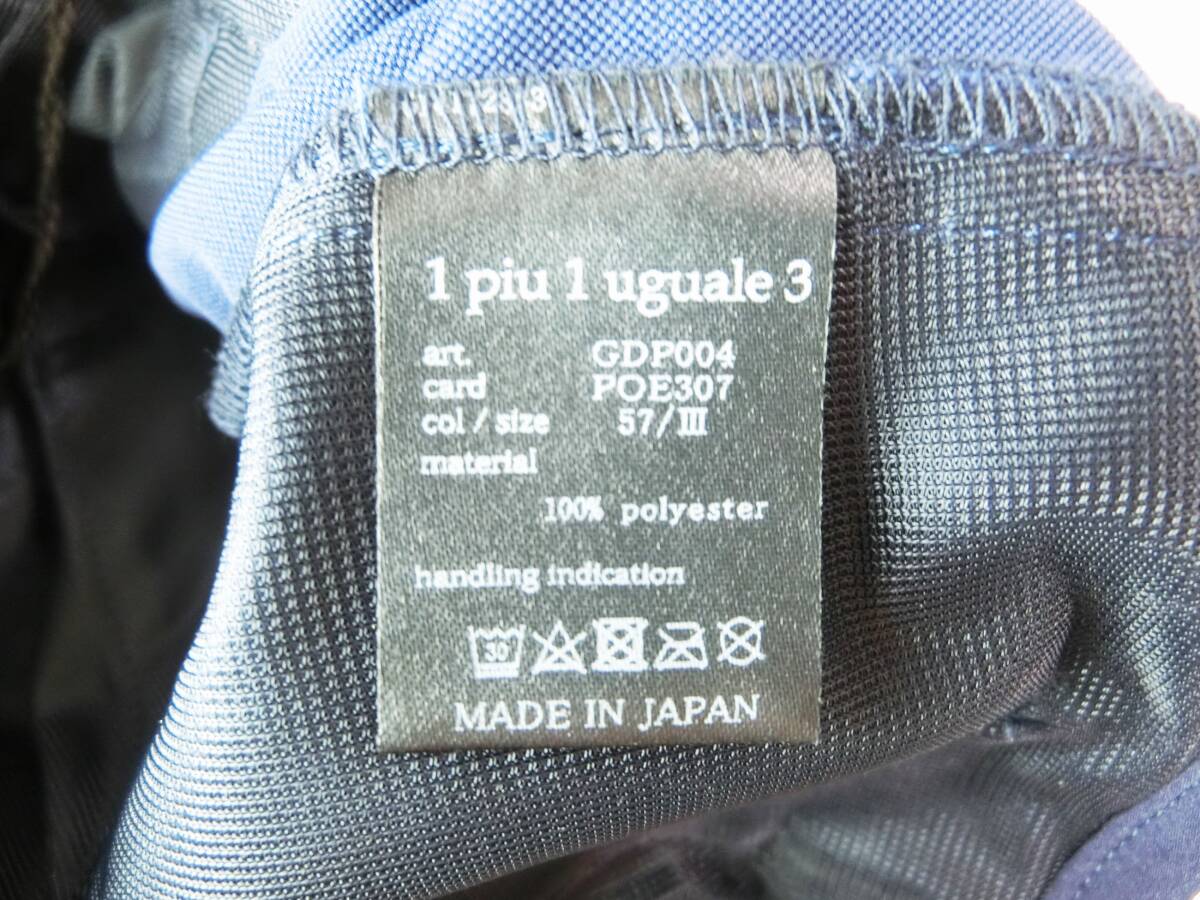 1 piu 1 uguale 3
art. GDP004
card POE307
col / size 57/III
material
100% polyester
handling indication
30
MADE IN JAPAN